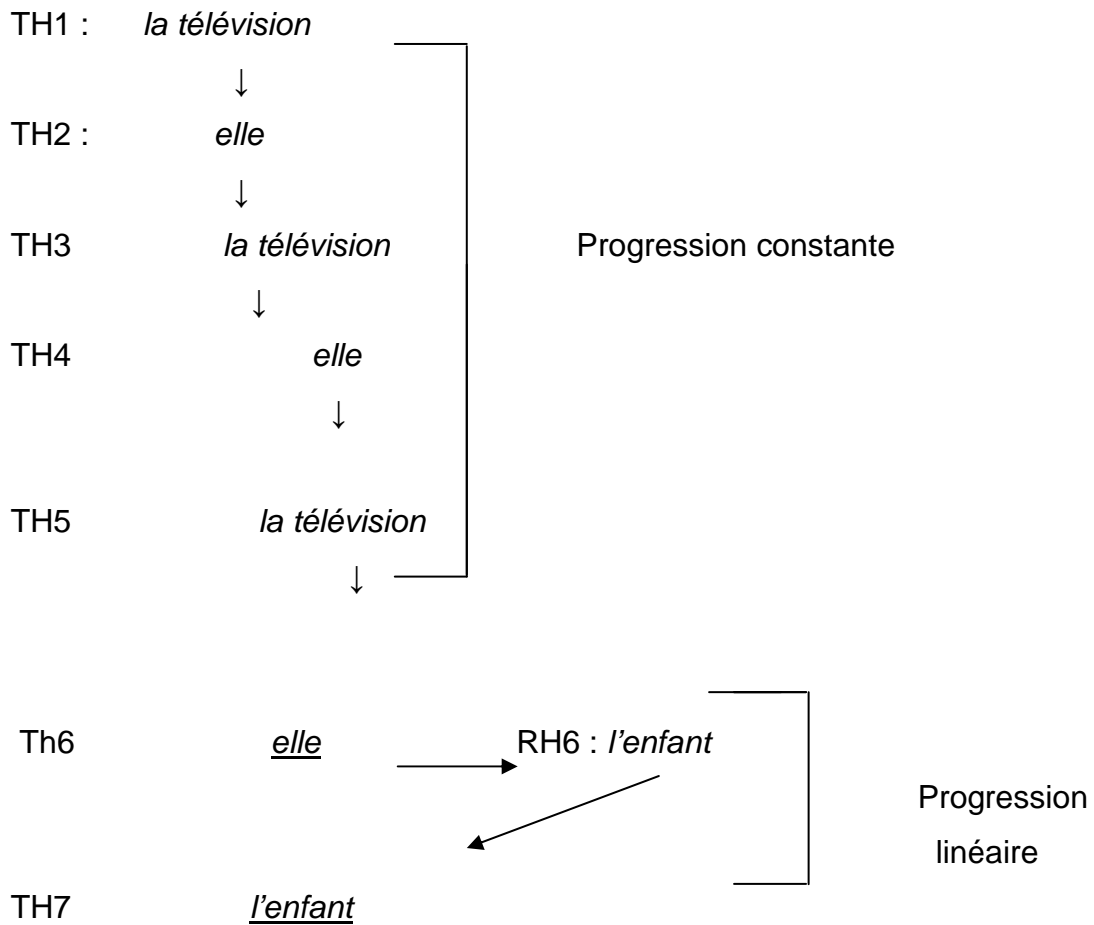 TH1 : la télévision
↓
TH2 : elle
↓
TH3 la télévision Progression constante
↓
TH4 elle
↓
TH5 la télévision
↓
Th6 elle RH6 : l'enfant
Progression
linéaire
TH7 l'enfant